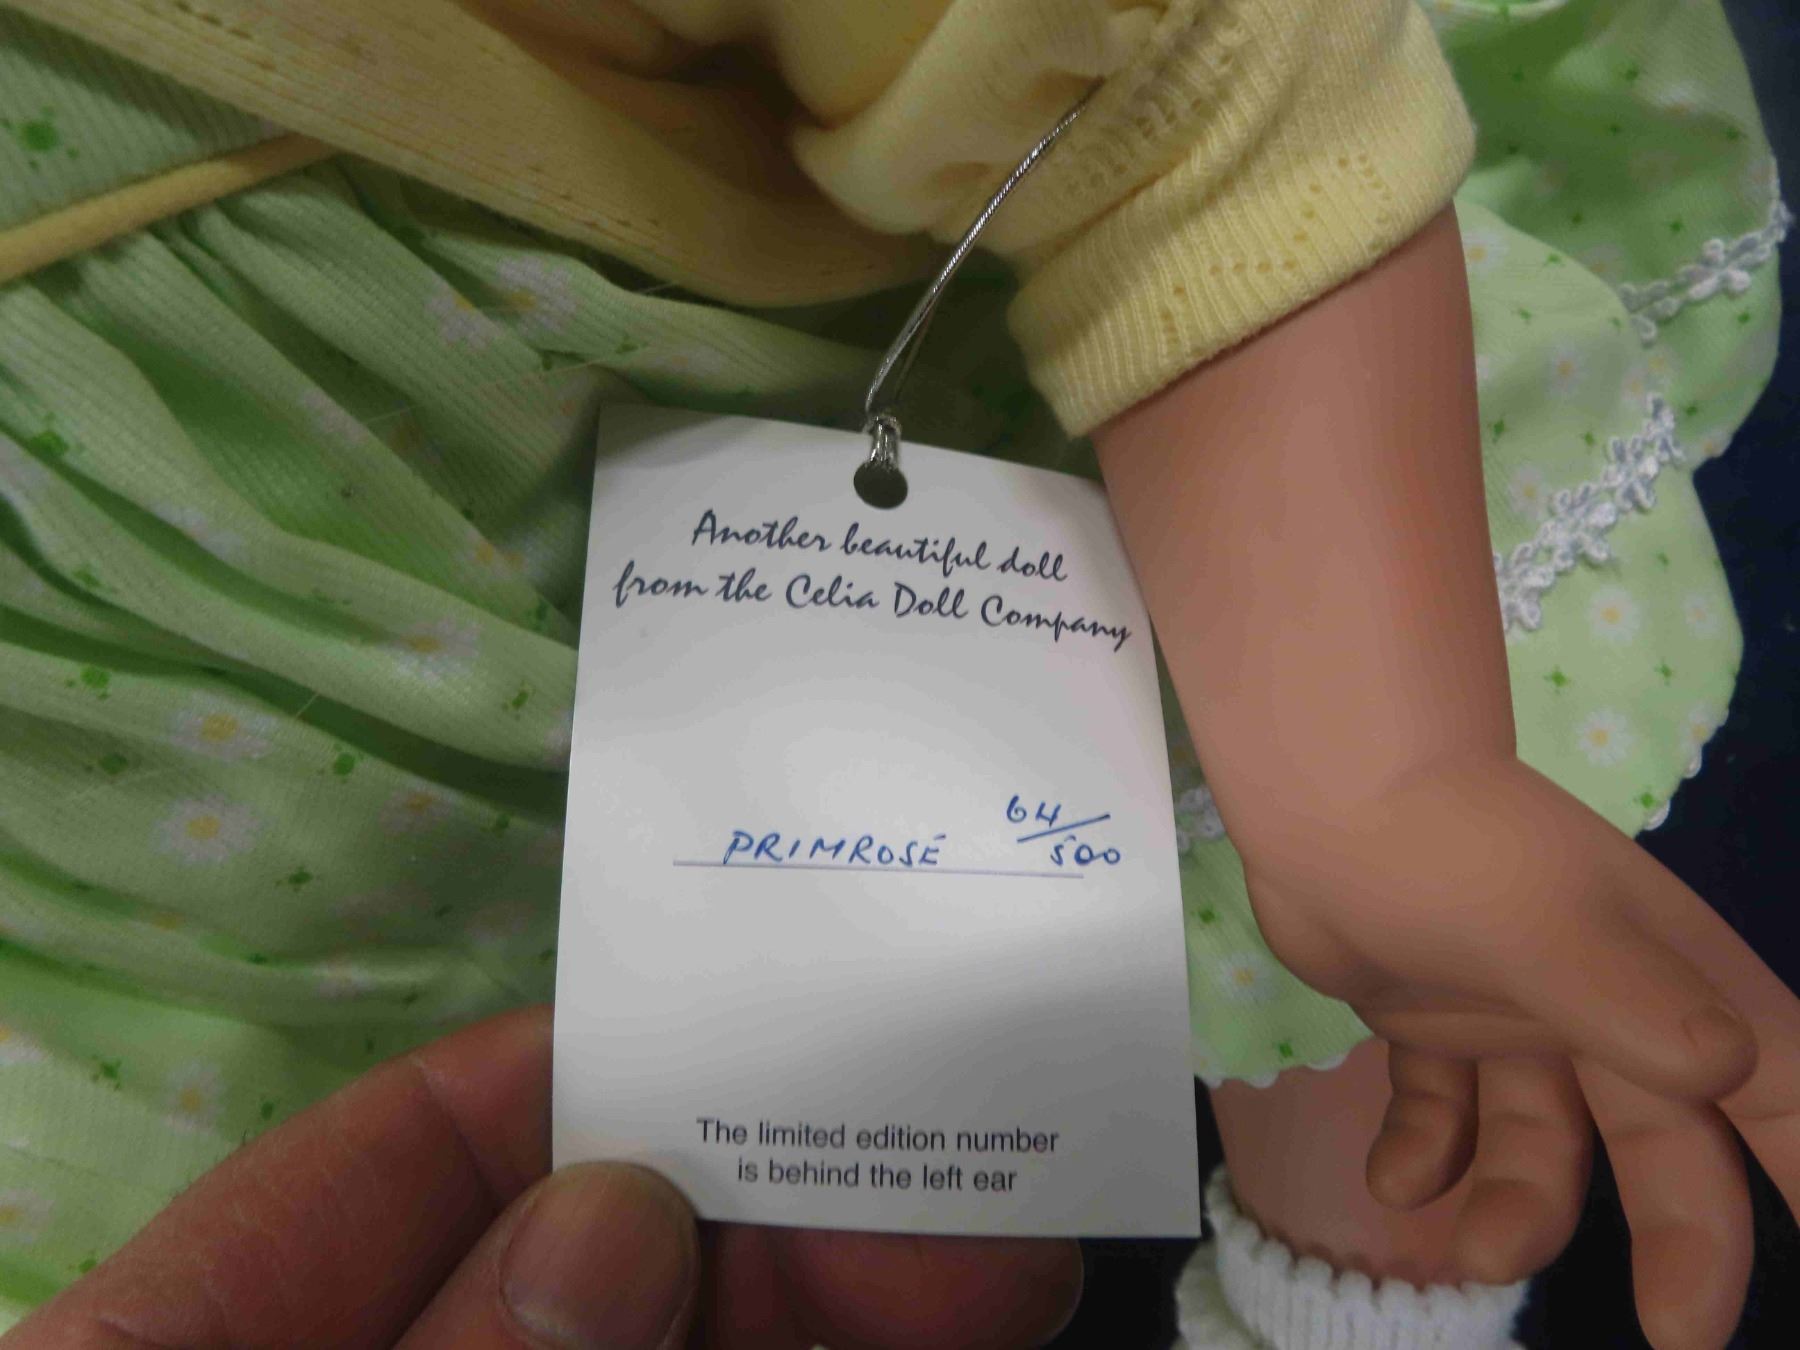 Another beautiful doll
from the Celia Doll Company
PRIMROSE 64/500
The limited edition number
is behind the left ear